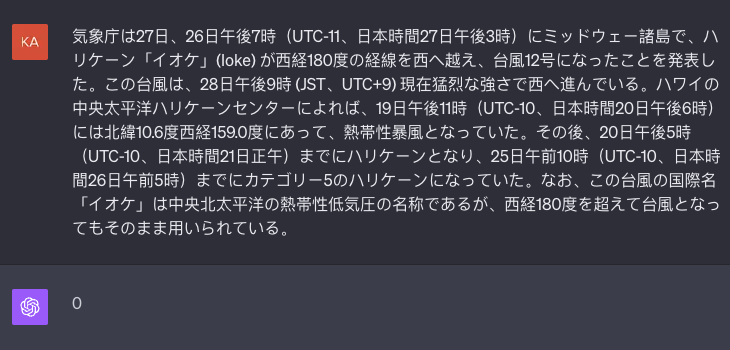 KA
気象庁は27日、26日午後7時（UTC-11、日本時間27日午後3時）にミッドウェー諸島で、ハ
リケーン「イオケ」(Ioke) が西経180度の経線を西へ越え、台風12号になったことを発表し
た。この台風は、28日午後9時 (JST、UTC+9) 現在猛烈な強さで西へ進んでいる。ハワイの
中央太平洋ハリケーンセンターによれば、19日午後11時（UTC-10、日本時間20日午後6時）
には北緯10.6度西経159.0度にあって、熱帯性暴風となっていた。その後、20日午後5時
（UTC-10、日本時間21日正午）までにハリケーンとなり、25日午前10時（UTC-10、日本時
間26日午前5時）までにカテゴリー5のハリケーンになっていた。なお、この台風の国際名
「イオケ」は中央北太平洋の熱帯性低気圧の名称であるが、西経180度を超えて台風となっ
てもそのまま用いられている。
0